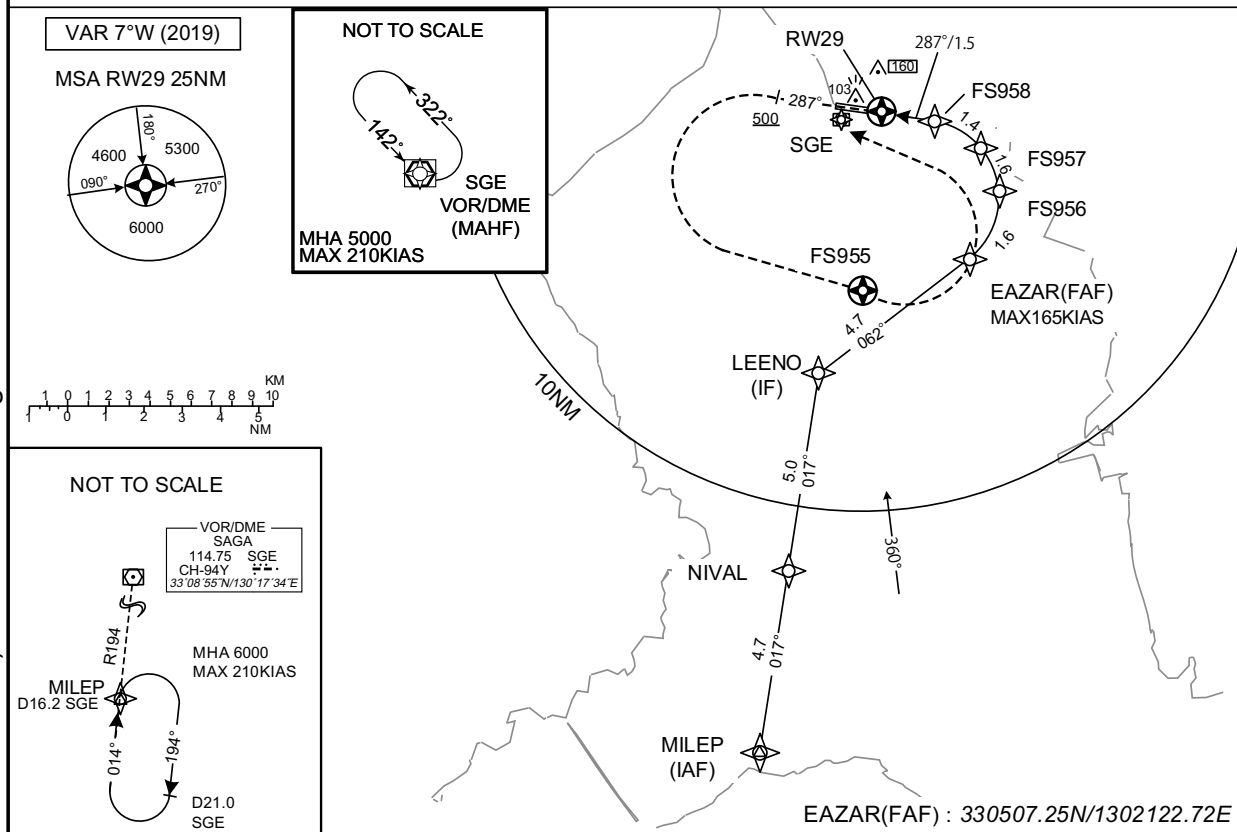 VAR 7°W (2019)
MSA RW29 25NM
180°
4600
5300
090°
270°
6000
NOT TO SCALE
322°
142°
SGE
VOR/DME
(MAHF)
MHA 5000
MAX 210KIAS
RW29
287°/1.5
160
103
287°
500
SGE
FS958
1.4
FS957
1.6
FS956
1.6
FS955
EAZAR(FAF)
MAX165KIAS
4.7
062°
LEENO
(IF)
10NM
5.0
017°
NIVAL
360°
4.7
017°
MILEP
(IAF)
KM
1 0 1 2 3 4 5 6 7 8 9 10
1 0 1 2 3 4 5
NM
NOT TO SCALE
VOR/DME
SAGA
114.75 SGE
CH-94Y
33°08'55"N/130°17'34"E
R194
MHA 6000
MAX 210KIAS
MILEP
D16.2 SGE
014°
194°
D21.0
SGE
EAZAR(FAF) : 330507.25N/1302122.72E